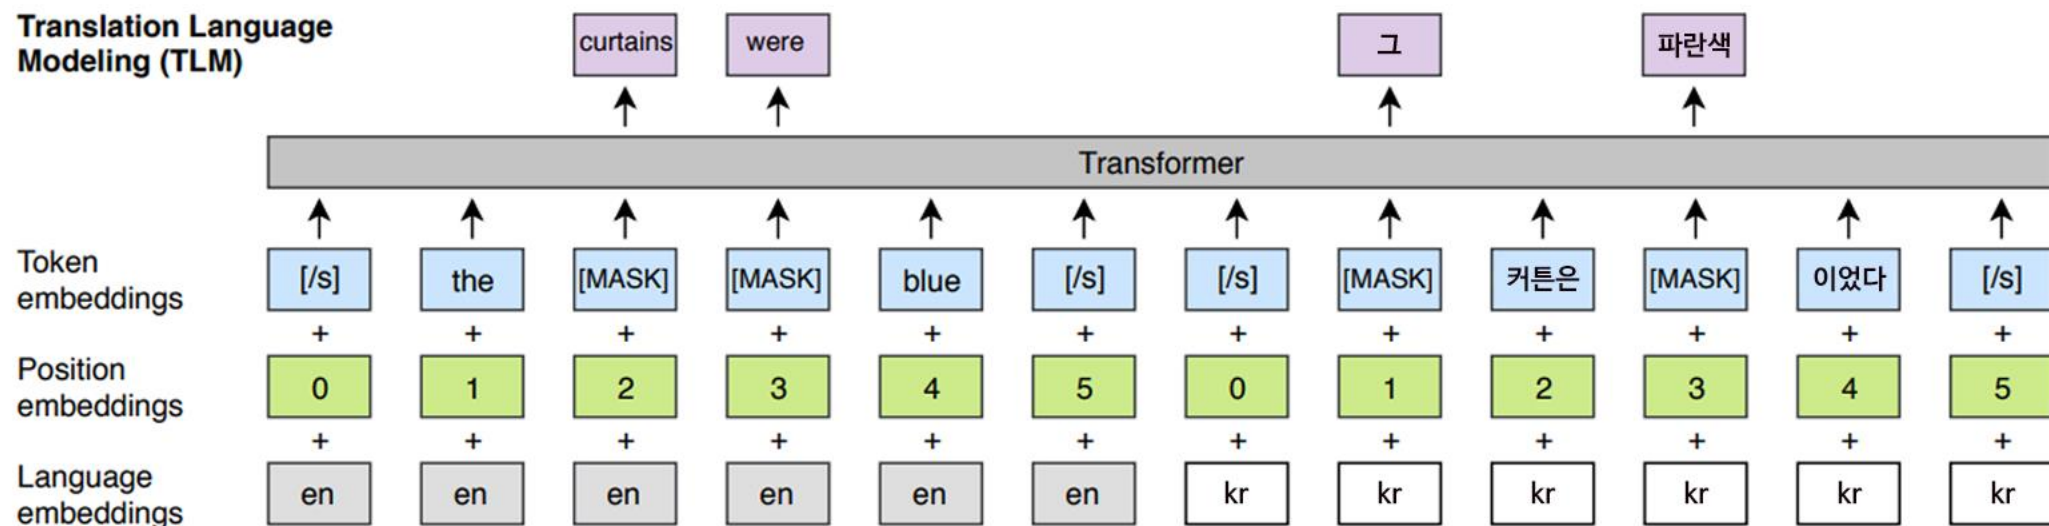 Translation Language
Modeling (TLM)
curtains were 그 파란색
Transformer
Token
embeddings
[/s] the [MASK] [MASK] blue [/s] [/s] [MASK] 커튼은 [MASK] 이었다 [/s]
+ + + + + + + + + + + +
Position
embeddings
0 1 2 3 4 5 0 1 2 3 4 5
+ + + + + + + + + + + +
Language
embeddings
en en en en en en kr kr kr kr kr kr